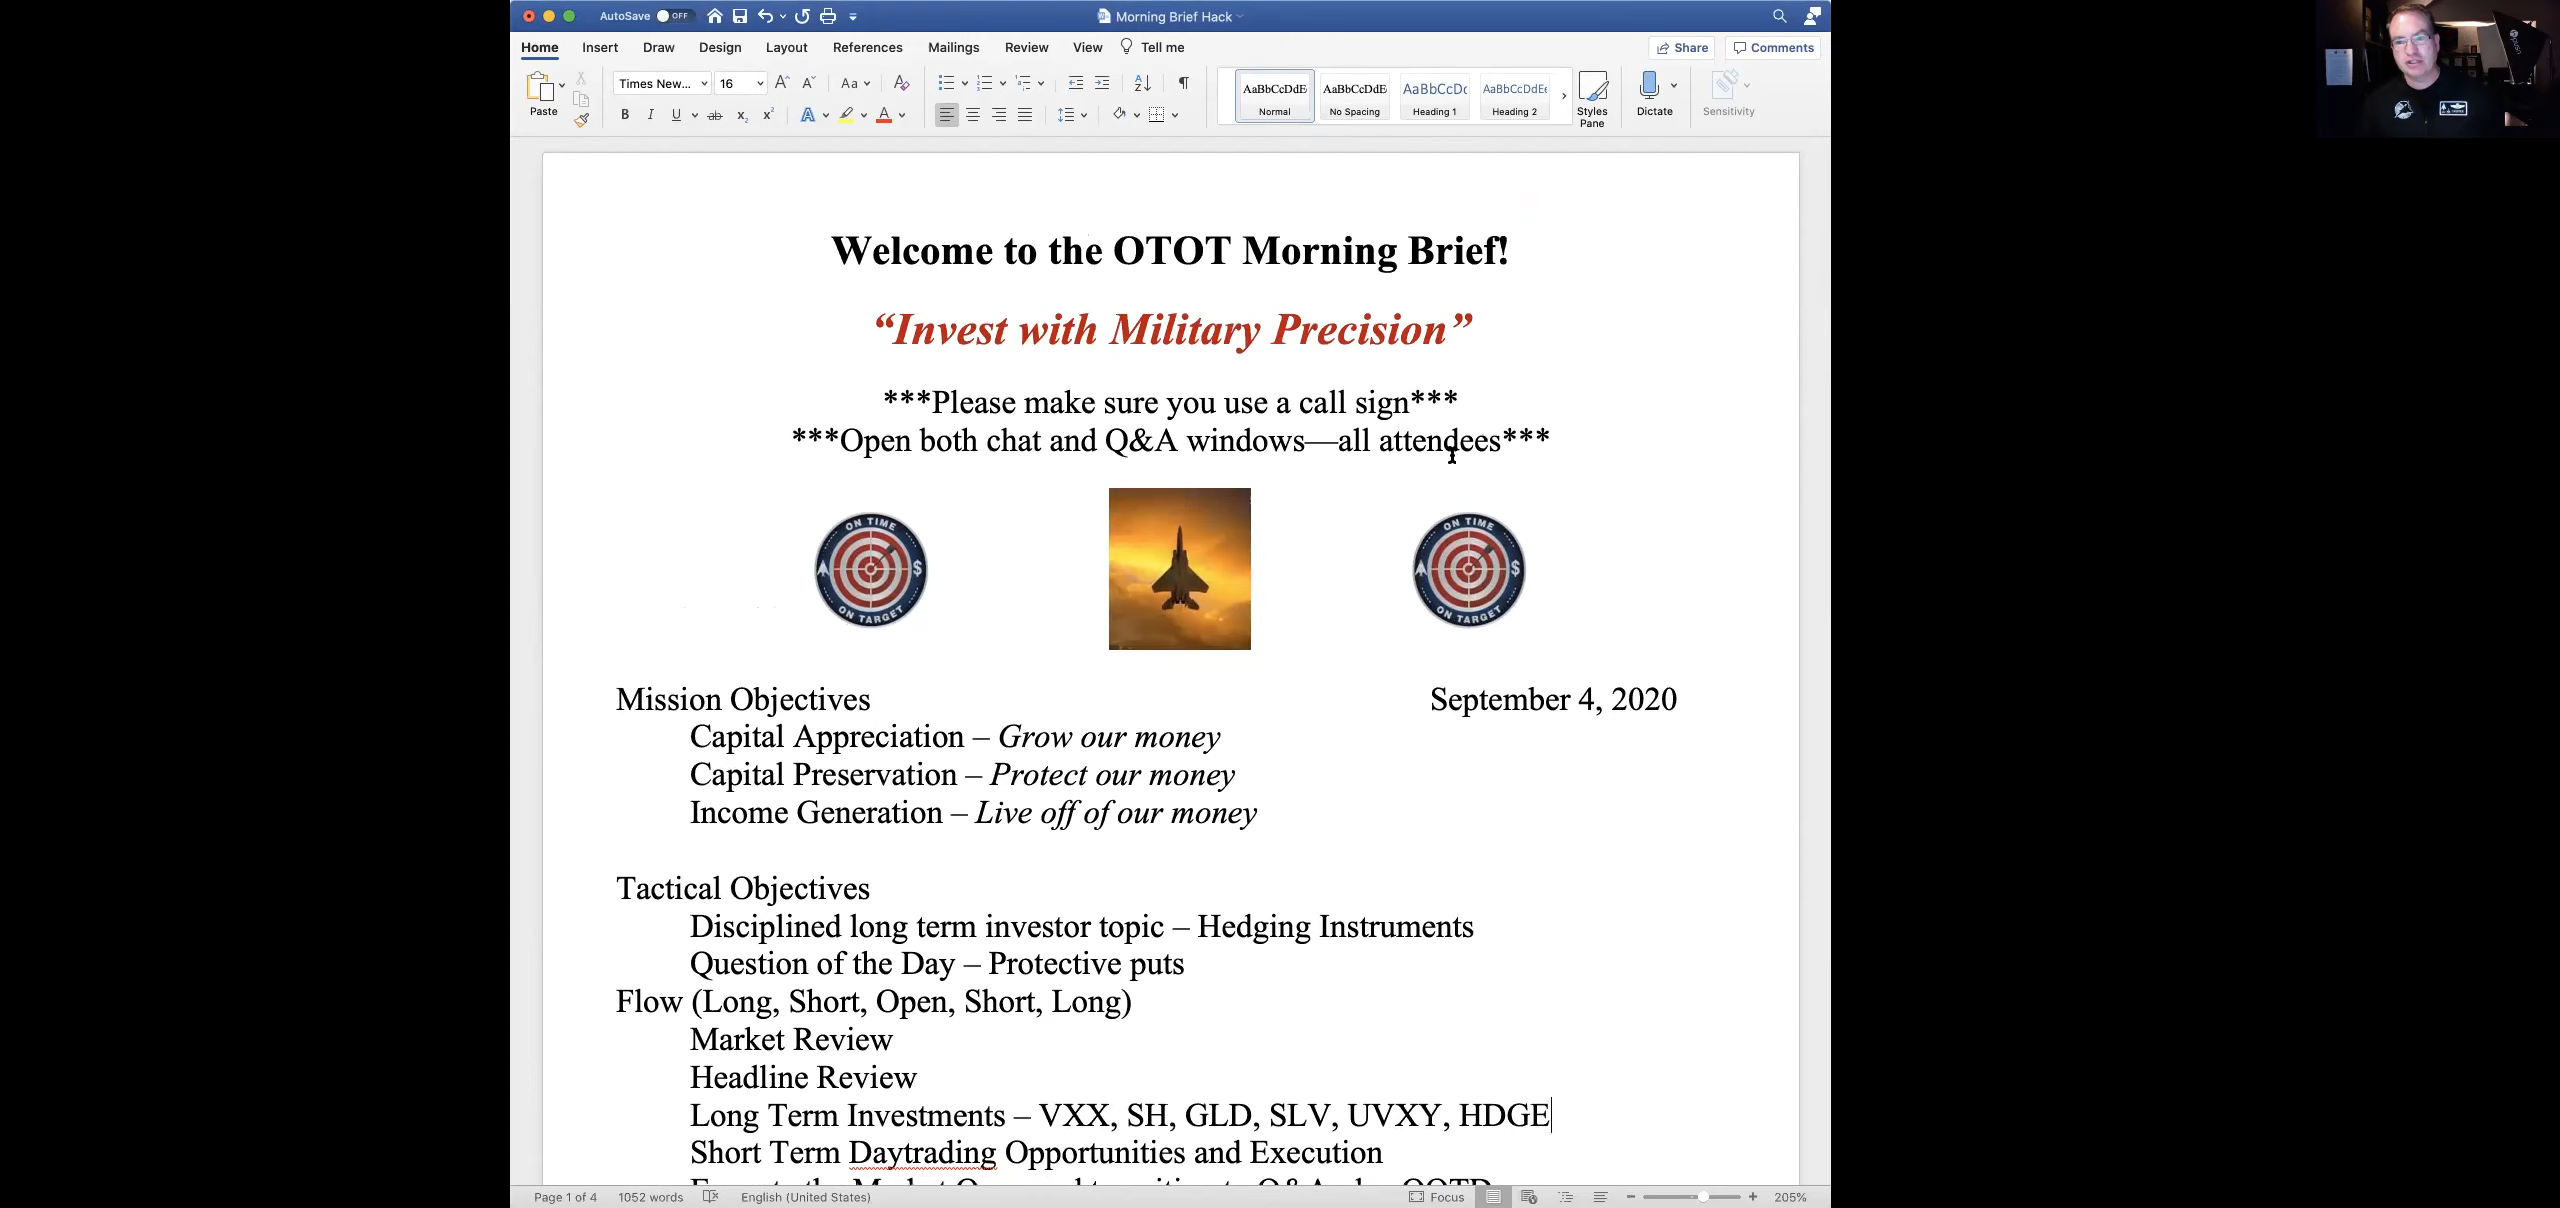 AutoSave OFF
Morning Brief Hack
Home Insert Draw Design Layout References Mailings Review View Tell me Share Comments
Paste
Times New... 16
Aa
AaBbCcDdE AaBbCcDdE AaBbCcDc AaBbCcDdEe
Normal No Spacing Heading 1 Heading 2
Styles Pane
Dictate
Sensitivity
Welcome to the OTOT Morning Brief!
“Invest with Military Precision”
***Please make sure you use a call sign***
***Open both chat and Q&A windows—all attendees***
ON TIME ON TARGET $
ON TIME ON TARGET $
Mission Objectives September 4, 2020
Capital Appreciation – Grow our money
Capital Preservation – Protect our money
Income Generation – Live off of our money
Tactical Objectives
Disciplined long term investor topic – Hedging Instruments
Question of the Day – Protective puts
Flow (Long, Short, Open, Short, Long)
Market Review
Headline Review
Long Term Investments – VXX, SH, GLD, SLV, UVXY, HDGE
Short Term Daytrading Opportunities and Execution
Page 1 of 4 1052 words English (United States) Focus 205%